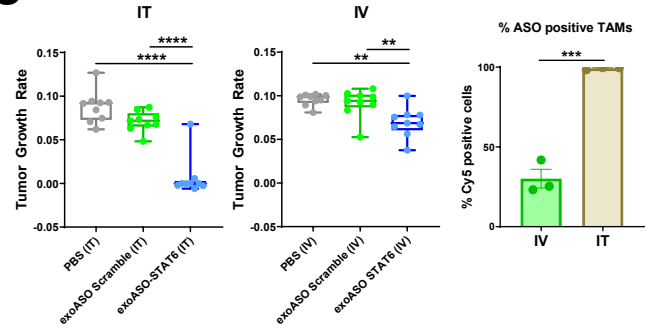 IT
****
****
0.15
0.10
0.05
0.00
-0.05
Tumor Growth Rate
PBS (IT)
exoASO Scramble (IT)
exoASO-STAT6 (IT)
IV
**
**
0.15
0.10
0.05
0.00
-0.05
Tumor Growth Rate
PBS (IV)
exoASO Scramble (IV)
exoASO STAT6 (IV)
% ASO positive TAMs
***
100
50
0
% Cy5 positive cells
IV
IT